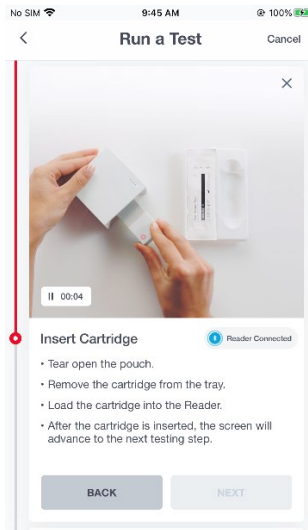 No SIM 9:45 AM 100%
Run a Test Cancel
00:04
Insert Cartridge Reader Connected
• Tear open the pouch.
• Remove the cartridge from the tray.
• Load the cartridge into the Reader.
• After the cartridge is inserted, the screen will
advance to the next testing step.
BACK NEXT